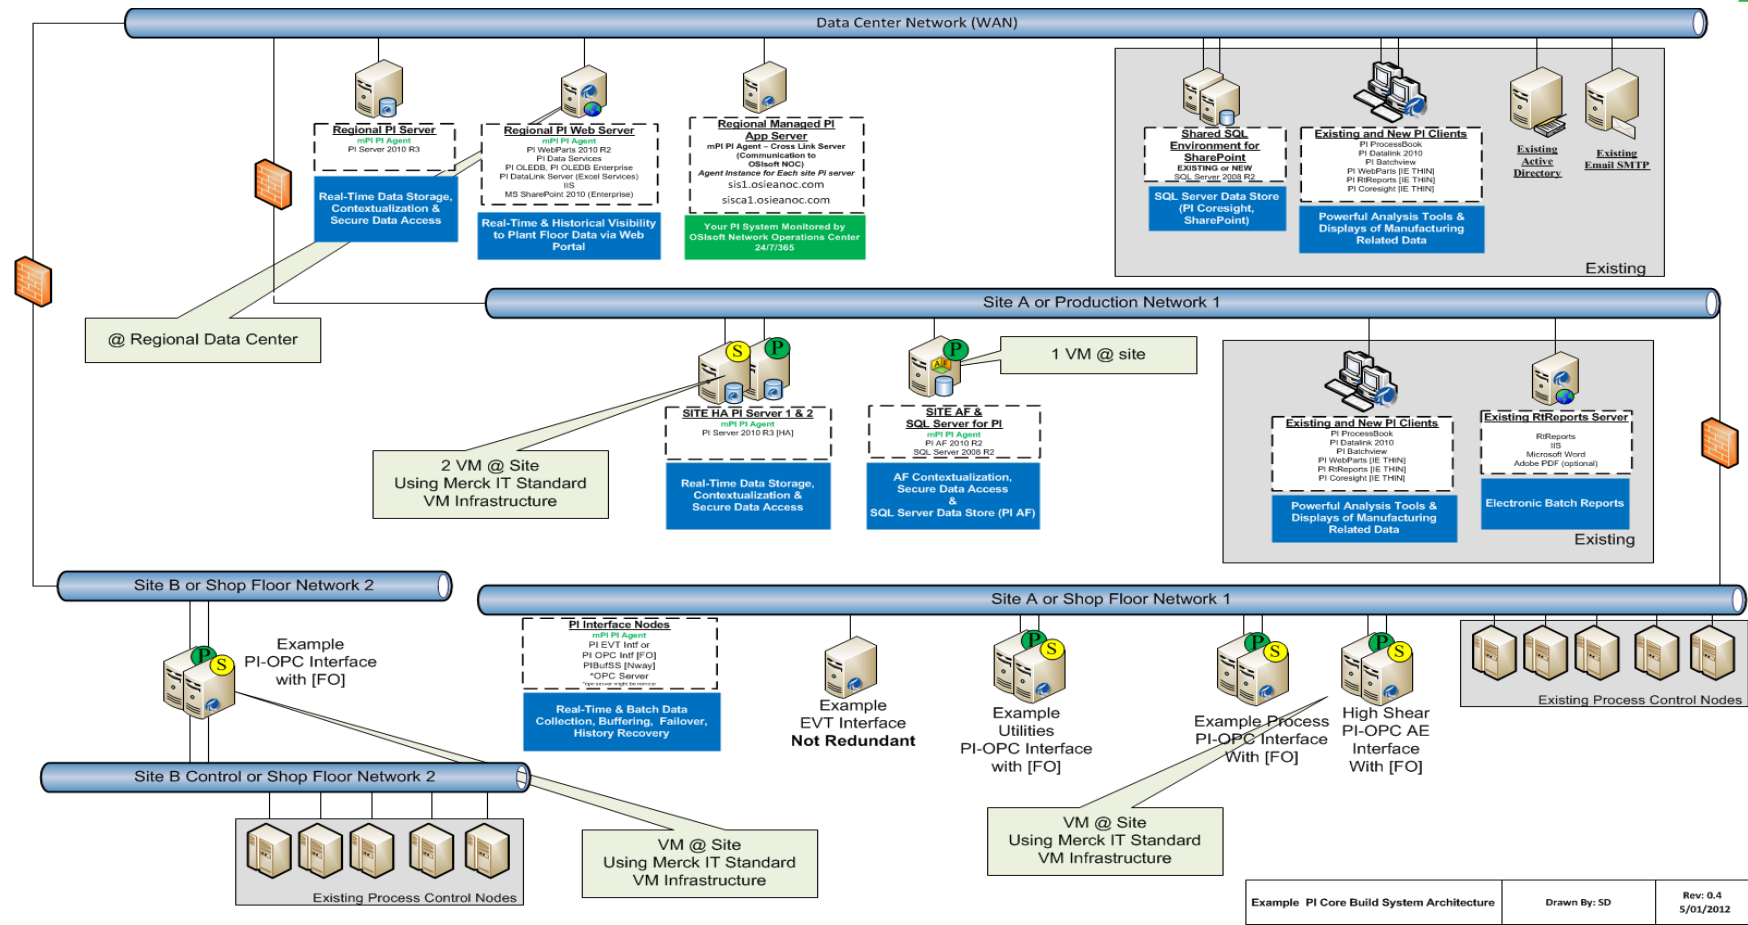 Data Center Network (WAN)
Regional PI Server
mPI PI Agent
PI Server 2010 R3
Real-Time Data Storage,
Contextualization &
Secure Data Access
Regional PI Web Server
mPI PI Agent
PI WebParts 2010 R2
PI Data Services
PI OLEDB, PI OLEDB Enterprise
PI DataLink Server (Excel Services)
IIS
MS SharePoint 2010 (Enterprise)
Real-Time & Historical Visibility
to Plant Floor Data via Web
Portal
Regional Managed PI
App Server
mPI PI Agent – Cross Link Server
(Communication to
OSIsoft NOC)
Agent Instance for Each site PI server
sis1.osieanoc.com
sisca1.osieanoc.com
Your PI System Monitored by
OSIsoft Network Operations Center
24/7/365
Shared SQL
Environment for
SharePoint
EXISTING or NEW
SQL Server 2008 R2
SQL Server Data Store
(PI Coresight,
SharePoint)
Existing and New PI Clients
PI ProcessBook
PI Datalink 2010
PI Batchview
PI WebParts [IE THIN]
PI RtReports [IE THIN]
PI Coresight [IE THIN]
Powerful Analysis Tools &
Displays of Manufacturing
Related Data
Existing
Active
Directory
Existing
Email SMTP
Existing
@ Regional Data Center
Site A or Production Network 1
S
P
SITE HA PI Server 1 & 2
mPI PI Agent
PI Server 2010 R3 [HA]
Real-Time Data Storage,
Contextualization &
Secure Data Access
2 VM @ Site
Using Merck IT Standard
VM Infrastructure
P
SITE AF &
SQL Server for PI
mPI PI Agent
PI AF 2010 R2
SQL Server 2008 R2
AF Contextualization,
Secure Data Access
&
SQL Server Data Store (PI AF)
1 VM @ site
Existing and New PI Clients
PI ProcessBook
PI Datalink 2010
PI Batchview
PI WebParts [IE THIN]
PI RtReports [IE THIN]
PI Coresight [IE THIN]
Powerful Analysis Tools &
Displays of Manufacturing
Related Data
Existing RtReports Server
RtReports
IIS
Microsoft Word
Adobe PDF (optional)
Electronic Batch Reports
Existing
Site B or Shop Floor Network 2
P
S
Example
PI-OPC Interface
with [FO]
Site B Control or Shop Floor Network 2
Existing Process Control Nodes
VM @ Site
Using Merck IT Standard
VM Infrastructure
Site A or Shop Floor Network 1
PI Interface Nodes
mPI PI Agent
PI EVT Intf or
PI OPC Intf [FO]
PIBufSS [Nway]
*OPC Server
*opc server might be remote
Real-Time & Batch Data
Collection, Buffering, Failover,
History Recovery
Example
EVT Interface
Not Redundant
P
S
Example
Utilities
PI-OPC Interface
with [FO]
P
S
Example Process
PI-OPC Interface
With [FO]
P
S
High Shear
PI-OPC AE
Interface
With [FO]
Existing Process Control Nodes
VM @ Site
Using Merck IT Standard
VM Infrastructure
Example PI Core Build System Architecture
Drawn By: SD
Rev: 0.4
5/01/2012